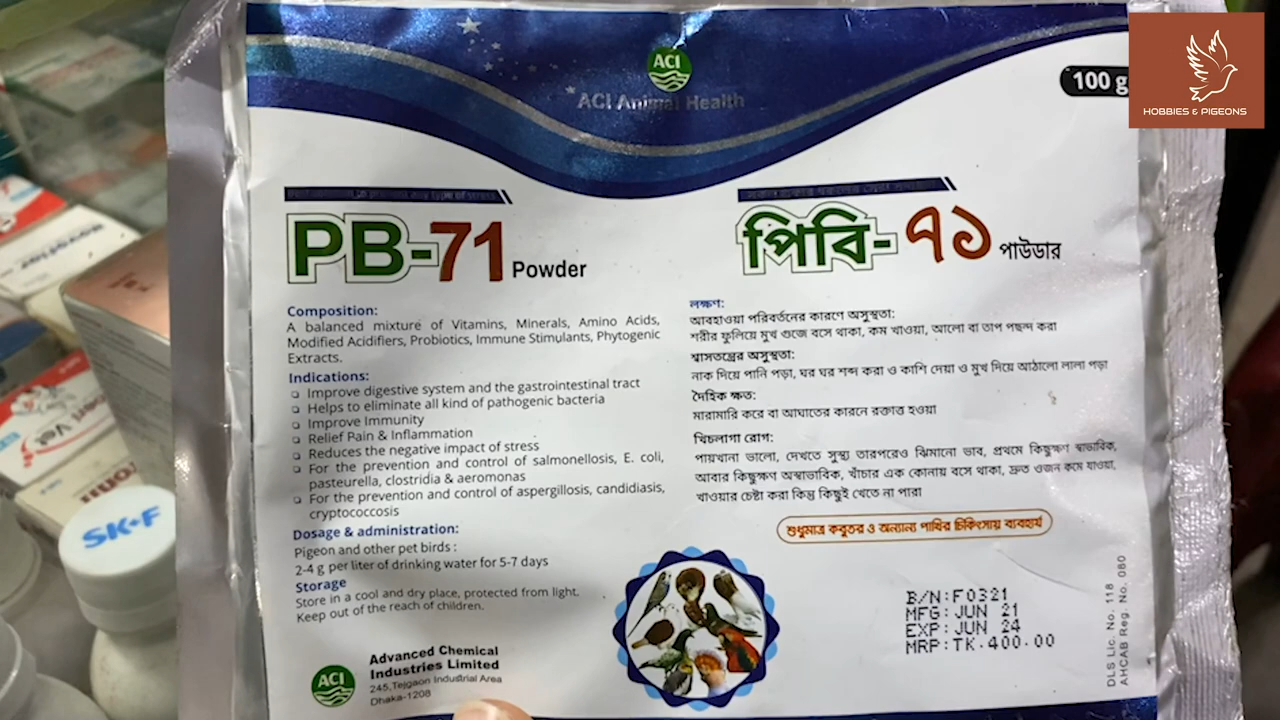 ACI
ACI Animal Health
100 g
HOBBIES & PIGEONS
PB-71 Powder
Composition:
A balanced mixture of Vitamins, Minerals, Amino Acids,
Modified Acidifiers, Probiotics, Immune Stimulants, Phytogenic
Extracts.
Indications:
Improve digestive system and the gastrointestinal tract
Helps to eliminate all kind of pathogenic bacteria
Improve Immunity
Relief Pain & Inflammation
Reduces the negative impact of stress
For the prevention and control of salmonellosis, E. coli,
pasteurella, clostridia & aeromonas
For the prevention and control of aspergillosis, candidiasis,
cryptococcosis
Dosage & administration:
Pigeon and other pet birds :
2-4 g per liter of drinking water for 5-7 days
Storage
Store in a cool and dry place, protected from light.
Keep out of the reach of children.
ACI
Advanced Chemical
Industries Limited
245,Tejgaon Industrial Area
Dhaka-1208
পিবি-৭১ পাউডার
লক্ষণ:
আবহাওয়া পরিবর্তনের কারণে অসুস্থতা:
শরীর ফুলিয়ে মুখ গুজে বসে থাকা, কম খাওয়া, আলো বা তাপ পছন্দ করা
শ্বাসতন্ত্রের অসুস্থতা:
নাক দিয়ে পানি পড়া, ঘর ঘর শব্দ করা ও কাশি দেয়া ও মুখ দিয়ে আঠালো লালা পড়া
দৈহিক ক্ষত:
মারামারি করে বা আঘাতের কারনে রক্তাক্ত হওয়া
খিচলাগা রোগ:
পায়খানা ভালো, দেখতে সুস্থ্য তারপরেও ঝিমানো ভাব, প্রথমে কিছুক্ষণ স্বাভাবিক,
আবার কিছুক্ষণ অস্বাভাবিক, খাঁচার এক কোনায় বসে থাকা, দ্রুত ওজন কমে যাওয়া,
খাওয়ার চেষ্টা করা কিন্তু কিছুই খেতে না পারা
শুধুমাত্র কবুতর ও অন্যান্য পাখির চিকিৎসায় ব্যবহার্য
B/N:F0321
MFG: JUN 21
EXP: JUN 24
MRP:TK.400.00
DLS Lic. No. 118
AHCAB Reg. No. 080
SK+F
Vet